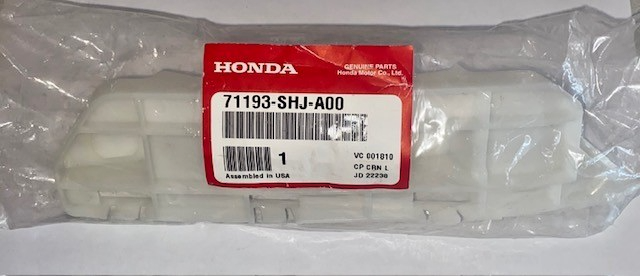 HONDA
GENUINE PARTS
Honda Motor Co., Ltd.
71193-SHJ-A00
1
VC 001810
CP CRN L
JD 22230
Assembled in USA